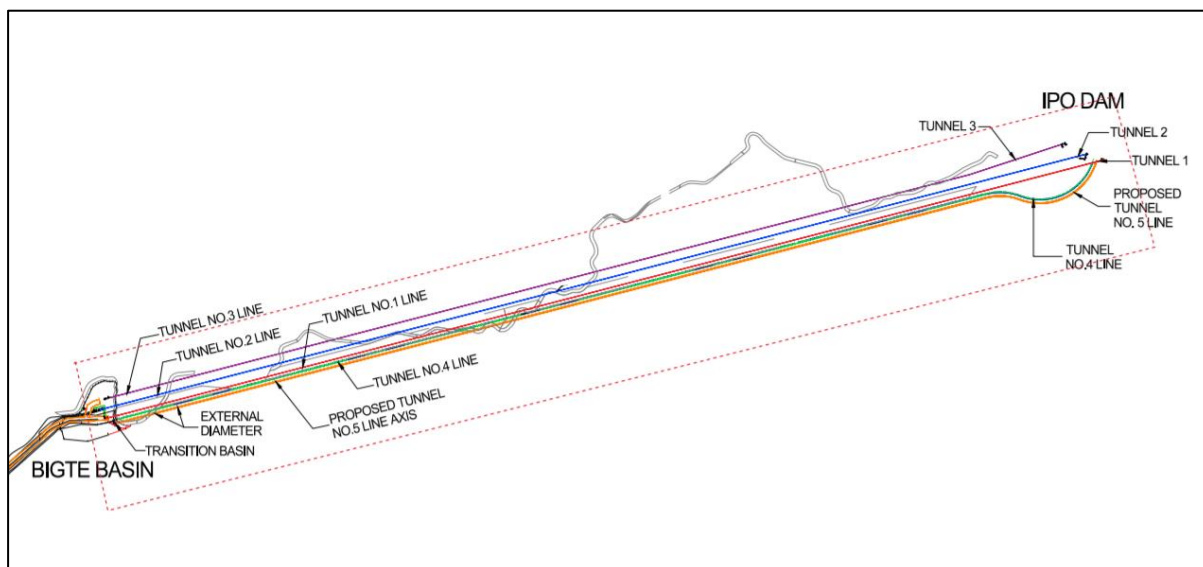 IPO DAM
TUNNEL 3
TUNNEL 2
TUNNEL 1
PROPOSED
TUNNEL
NO. 5 LINE
TUNNEL
NO.4 LINE
TUNNEL NO.3 LINE
TUNNEL NO.2 LINE
TUNNEL NO.1 LINE
TUNNEL NO.4 LINE
PROPOSED TUNNEL
NO.5 LINE AXIS
EXTERNAL
DIAMETER
TRANSITION BASIN
BIGTE BASIN